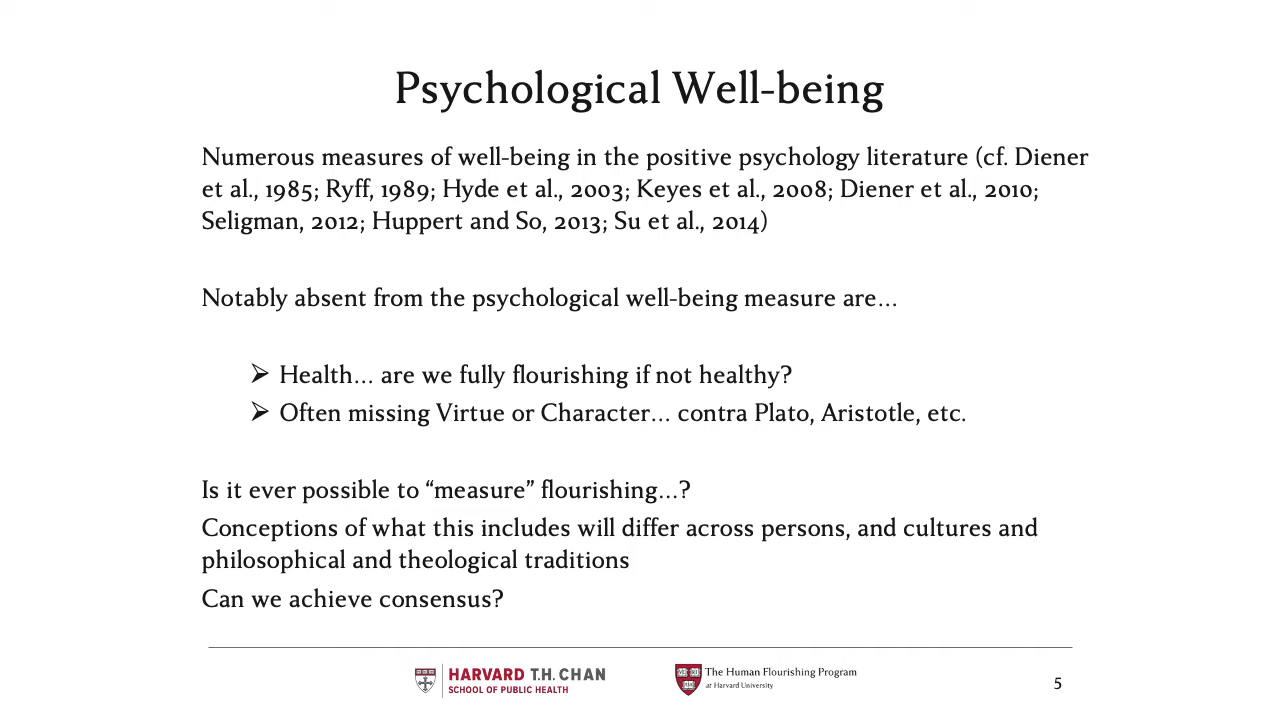 Psychological Well-being
Numerous measures of well-being in the positive psychology literature (cf. Diener
et al., 1985; Ryff, 1989; Hyde et al., 2003; Keyes et al., 2008; Diener et al., 2010;
Seligman, 2012; Huppert and So, 2013; Su et al., 2014)
Notably absent from the psychological well-being measure are…
➢ Health… are we fully flourishing if not healthy?
➢ Often missing Virtue or Character… contra Plato, Aristotle, etc.
Is it ever possible to “measure” flourishing…?
Conceptions of what this includes will differ across persons, and cultures and
philosophical and theological traditions
Can we achieve consensus?
HARVARD T.H. CHAN
SCHOOL OF PUBLIC HEALTH
The Human Flourishing Program
at Harvard University
5